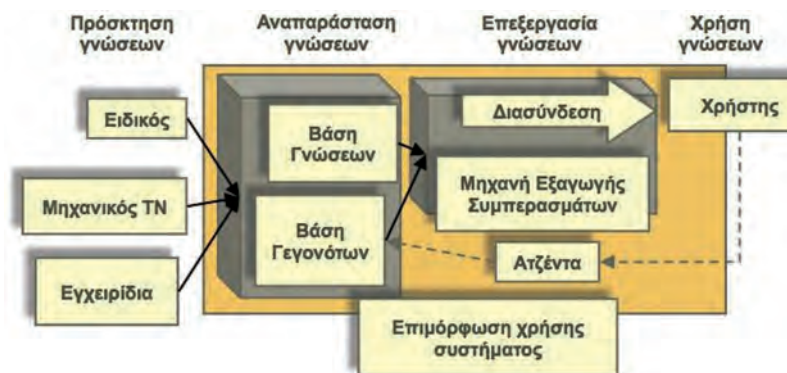 Πρόσκτηση
γνώσεων
Αναπαράσταση
γνώσεων
Επεξεργασία
γνώσεων
Χρήση
γνώσεων
Ειδικός
Μηχανικός ΤΝ
Εγχειρίδια
Βάση
Γνώσεων
Βάση
Γεγονότων
Διασύνδεση
Μηχανή Εξαγωγής
Συμπερασμάτων
Ατζέντα
Χρήστης
Επιμόρφωση χρήσης
συστήματος